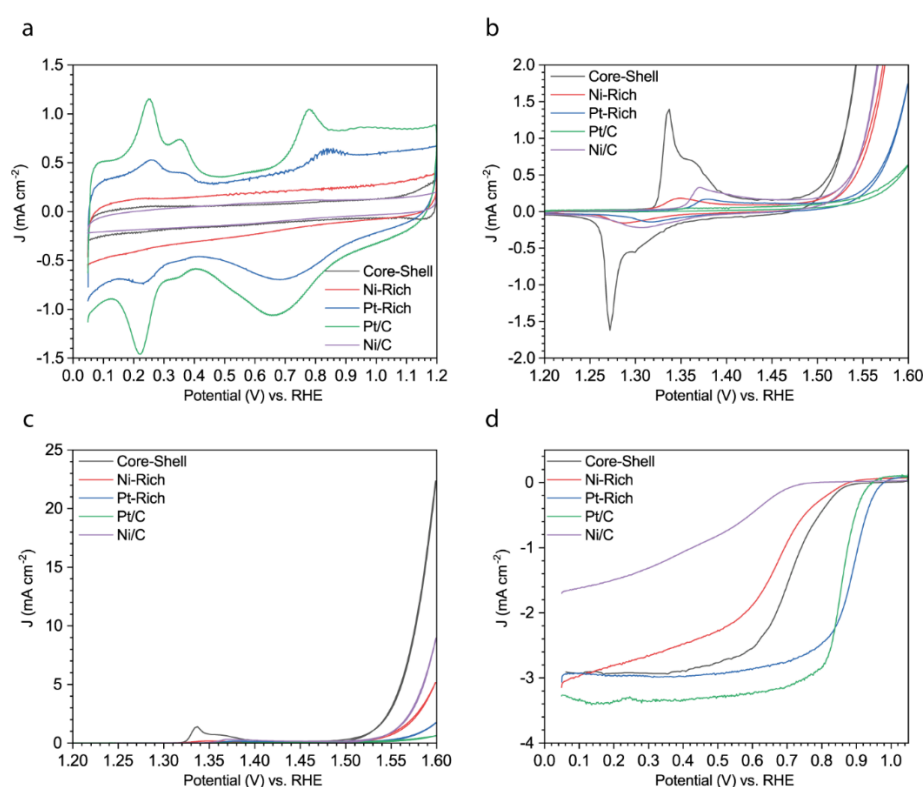 a
1.5
1.0
0.5
0.0
-0.5
-1.0
-1.5
J (mA cm⁻²)
0.0 0.1 0.2 0.3 0.4 0.5 0.6 0.7 0.8 0.9 1.0 1.1 1.2
Potential (V) vs. RHE
Core-Shell
Ni-Rich
Pt-Rich
Pt/C
Ni/C
b
2.0
1.5
1.0
0.5
0.0
-0.5
-1.0
-1.5
-2.0
J (mA cm⁻²)
1.20 1.25 1.30 1.35 1.40 1.45 1.50 1.55 1.60
Potential (V) vs. RHE
Core-Shell
Ni-Rich
Pt-Rich
Pt/C
Ni/C
c
25
20
15
10
5
0
J (mA cm⁻²)
1.20 1.25 1.30 1.35 1.40 1.45 1.50 1.55 1.60
Potential (V) vs. RHE
Core-Shell
Ni-Rich
Pt-Rich
Pt/C
Ni/C
d
0
-1
-2
-3
-4
J (mA cm⁻²)
0.0 0.1 0.2 0.3 0.4 0.5 0.6 0.7 0.8 0.9 1.0
Potential (V) vs. RHE
Core-Shell
Ni-Rich
Pt-Rich
Pt/C
Ni/C